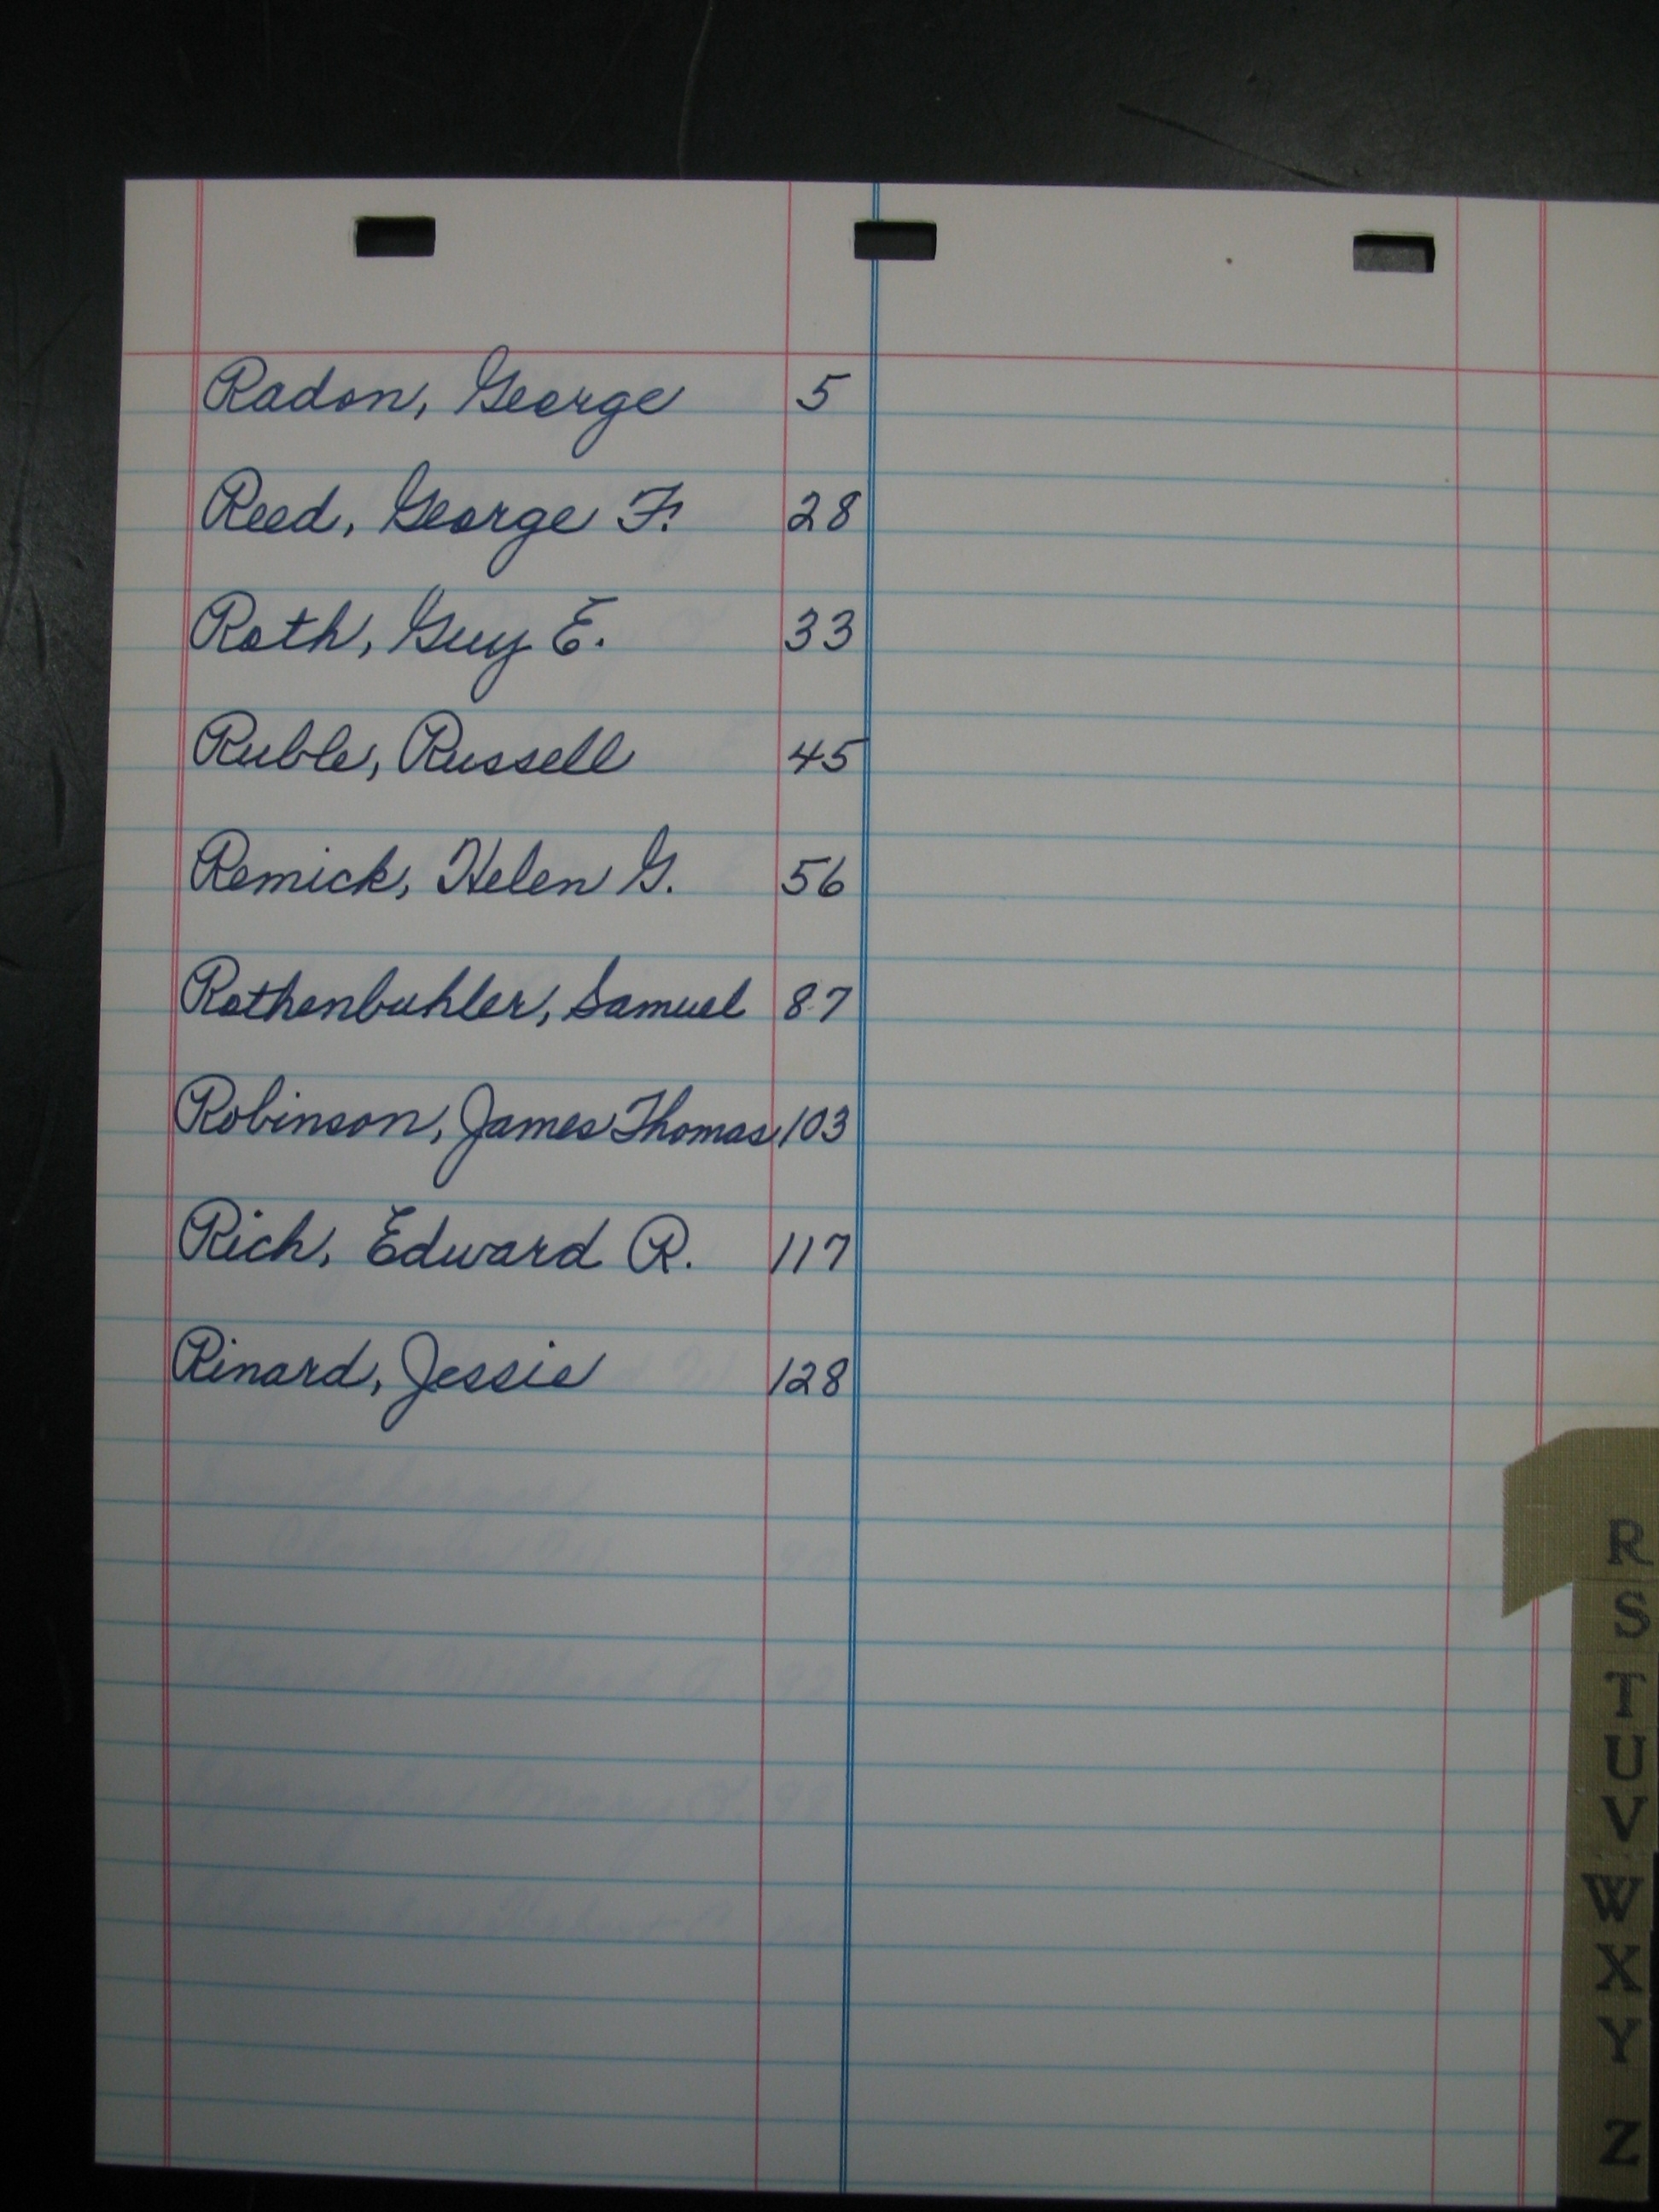 Radon, George 5
Reed, George F. 28
Roth, Guy E. 33
Ruble, Russell 45
Remick, Helen G. 56
Rothenbuhler, Samuel 87
Robinson, James Thomas 103
Rich, Edward R. 117
Rinard, Jessie 128
R
S
T
U
V
W
X
Y
Z